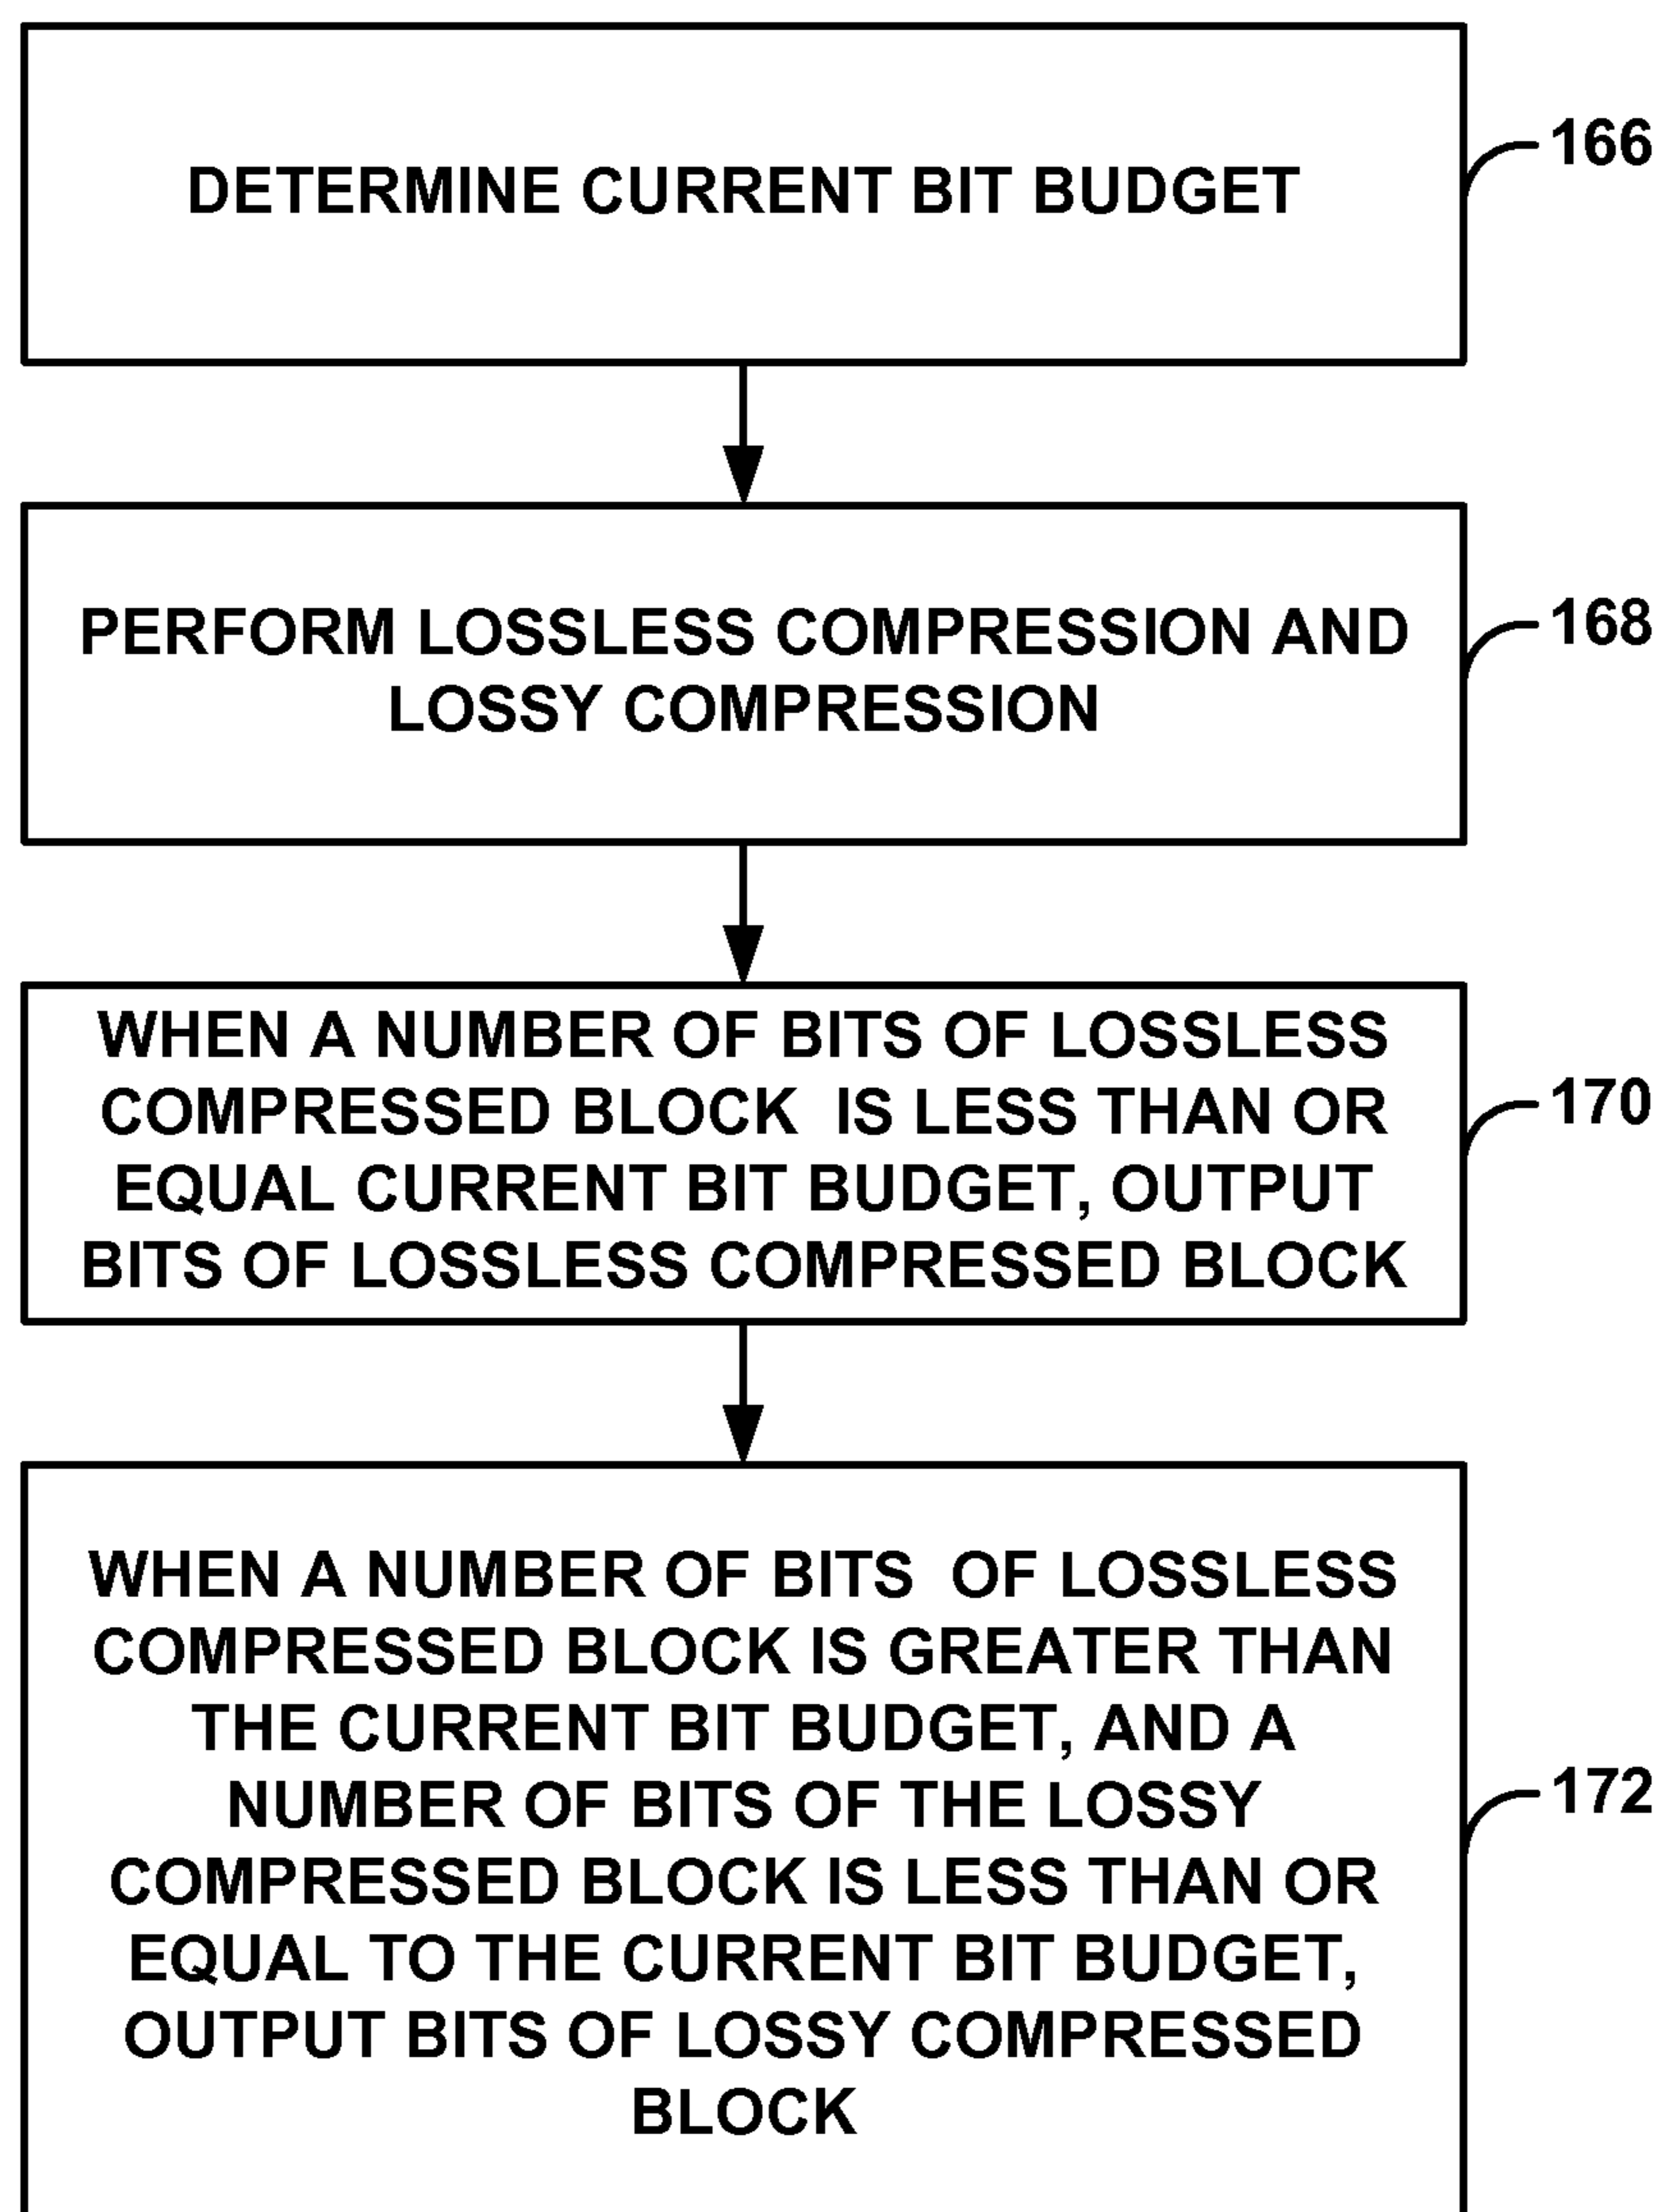 DETERMINE CURRENT BIT BUDGET
166
PERFORM LOSSLESS COMPRESSION AND
LOSSY COMPRESSION
168
WHEN A NUMBER OF BITS OF LOSSLESS
COMPRESSED BLOCK IS LESS THAN OR
EQUAL CURRENT BIT BUDGET, OUTPUT
BITS OF LOSSLESS COMPRESSED BLOCK
170
WHEN A NUMBER OF BITS OF LOSSLESS
COMPRESSED BLOCK IS GREATER THAN
THE CURRENT BIT BUDGET, AND A
NUMBER OF BITS OF THE LOSSY
COMPRESSED BLOCK IS LESS THAN OR
EQUAL TO THE CURRENT BIT BUDGET,
OUTPUT BITS OF LOSSY COMPRESSED
BLOCK
172